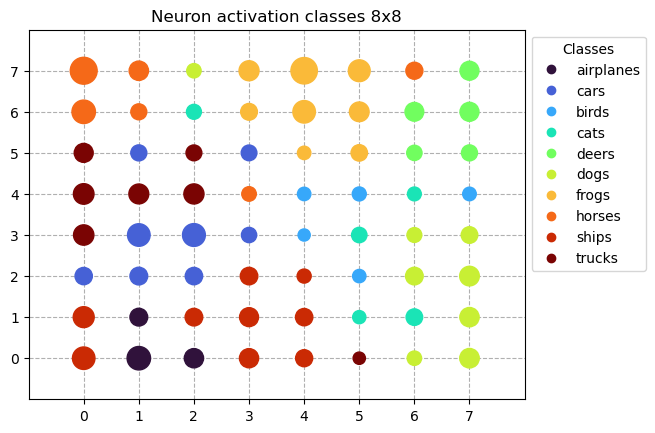 Neuron activation classes 8x8
7
6
5
4
3
2
1
0
0 1 2 3 4 5 6 7
Classes
airplanes
cars
birds
cats
deers
dogs
frogs
horses
ships
trucks